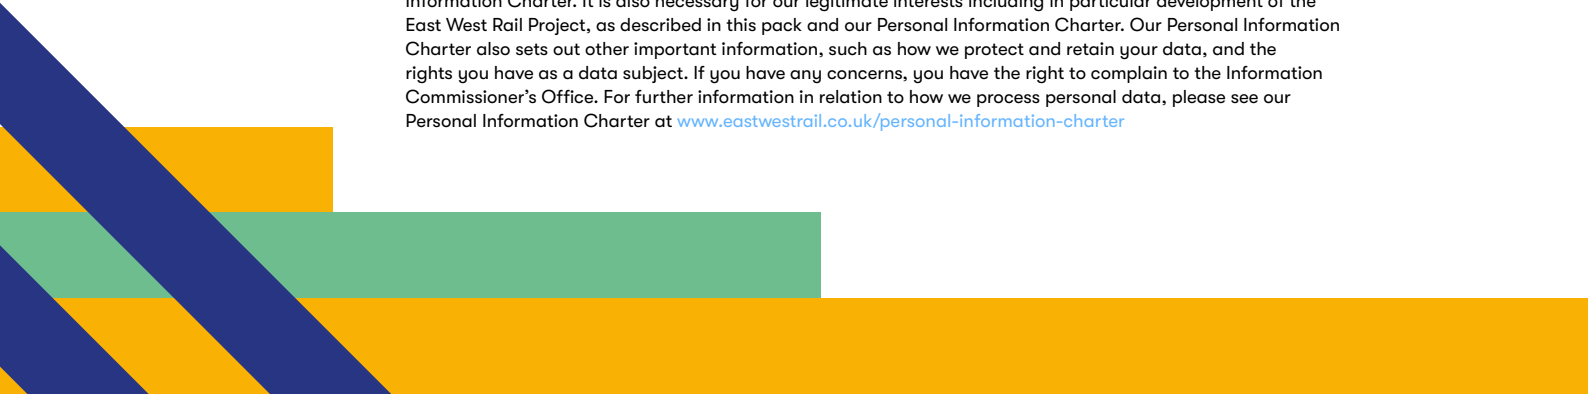 Information Charter. It is also necessary for our legitimate interests including in particular development of the
East West Rail Project, as described in this pack and our Personal Information Charter. Our Personal Information
Charter also sets out other important information, such as how we protect and retain your data, and the
rights you have as a data subject. If you have any concerns, you have the right to complain to the Information
Commissioner’s Office. For further information in relation to how we process personal data, please see our
Personal Information Charter at www.eastwestrail.co.uk/personal-information-charter